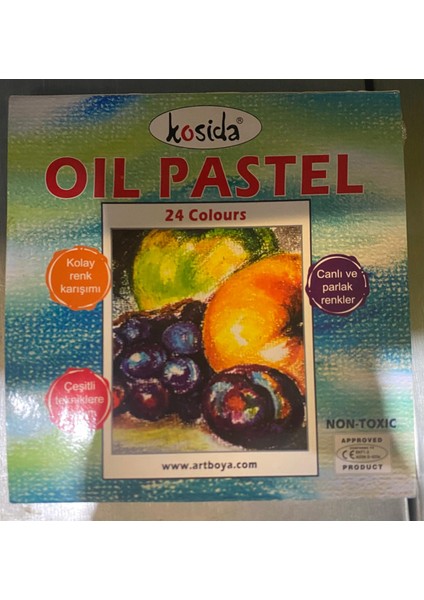 kosida®
OIL PASTEL
24 Colours
Kolay
renk
karışımı
Canlı ve
parlak
renkler
Çeşitli
tekniklere
www.artboya.com
NON-TOXIC
APPROVED
CE
PRODUCT